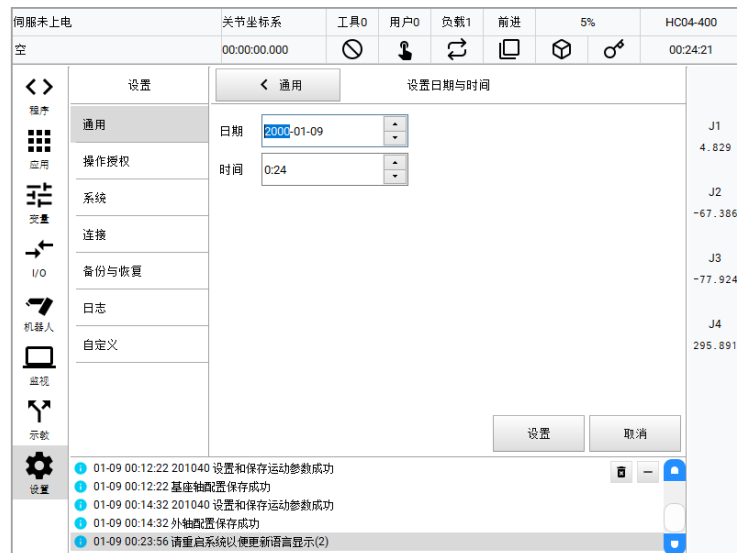 伺服未上电 关节坐标系 工具0 用户0 负载1 前进 5% HC04-400
空 00:00:00.000 00:24:21
程序
应用
变量
I/O
机器人
监视
示教
设置
设置
通用
操作授权
系统
连接
备份与恢复
日志
自定义
通用 设置日期与时间
日期 2000-01-09
时间 0:24
设置 取消
J1
4.829
J2
-67.386
J3
-77.924
J4
295.891
01-09 00:12:22 201040 设置和保存运动参数成功
01-09 00:12:22 基座轴配置保存成功
01-09 00:14:32 201040 设置和保存运动参数成功
01-09 00:14:32 外轴配置保存成功
01-09 00:23:56 请重启系统以便更新语言显示(2)